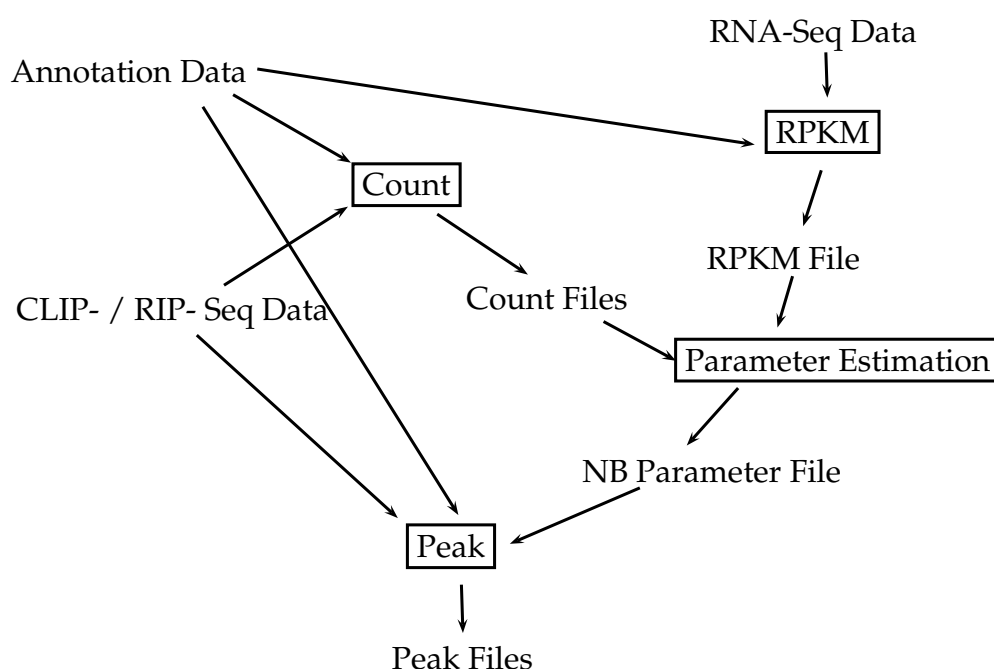 RNA-Seq Data
Annotation Data
RPKM
Count
RPKM File
Count Files
CLIP- / RIP- Seq Data
Parameter Estimation
NB Parameter File
Peak
Peak Files